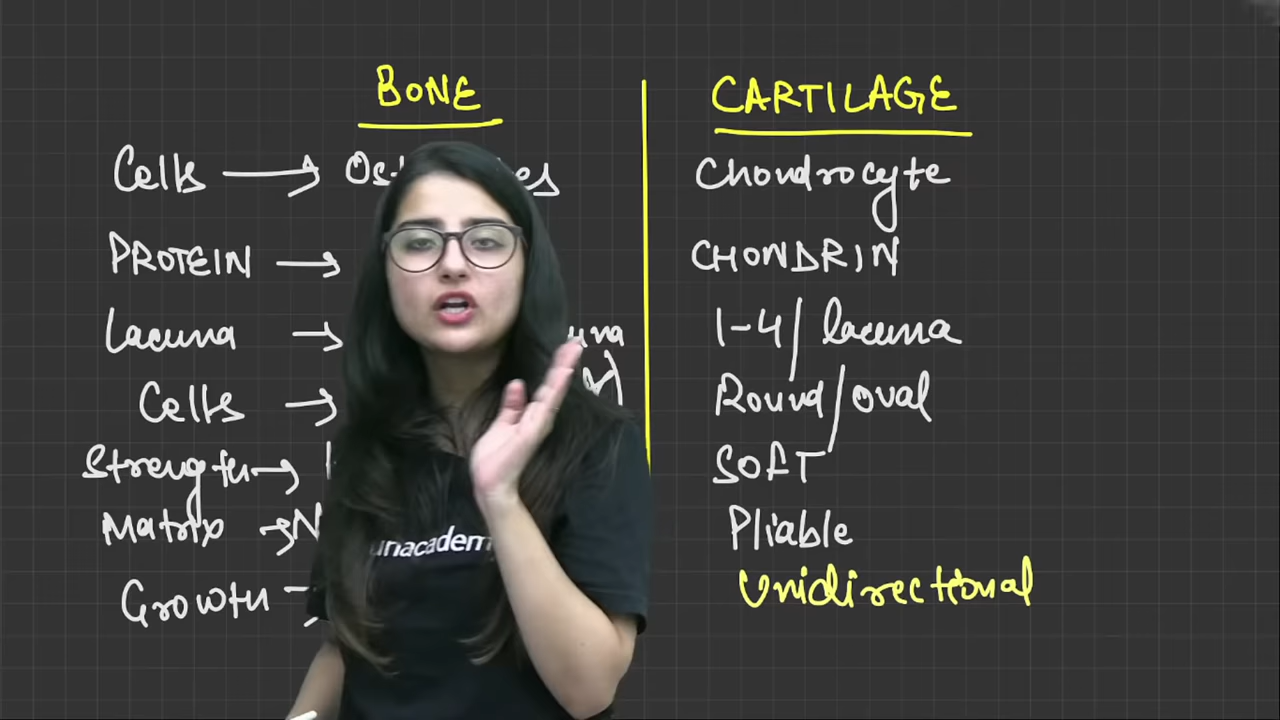 BONE CARTILAGE
Cells → Chondrocyte
PROTEIN → CHONDRIN
Lacuna → 1-4/lacuna
Cells → Round/oval
Strength → SOFT
Matrix → Pliable
Growth Unidirectional
unacadem